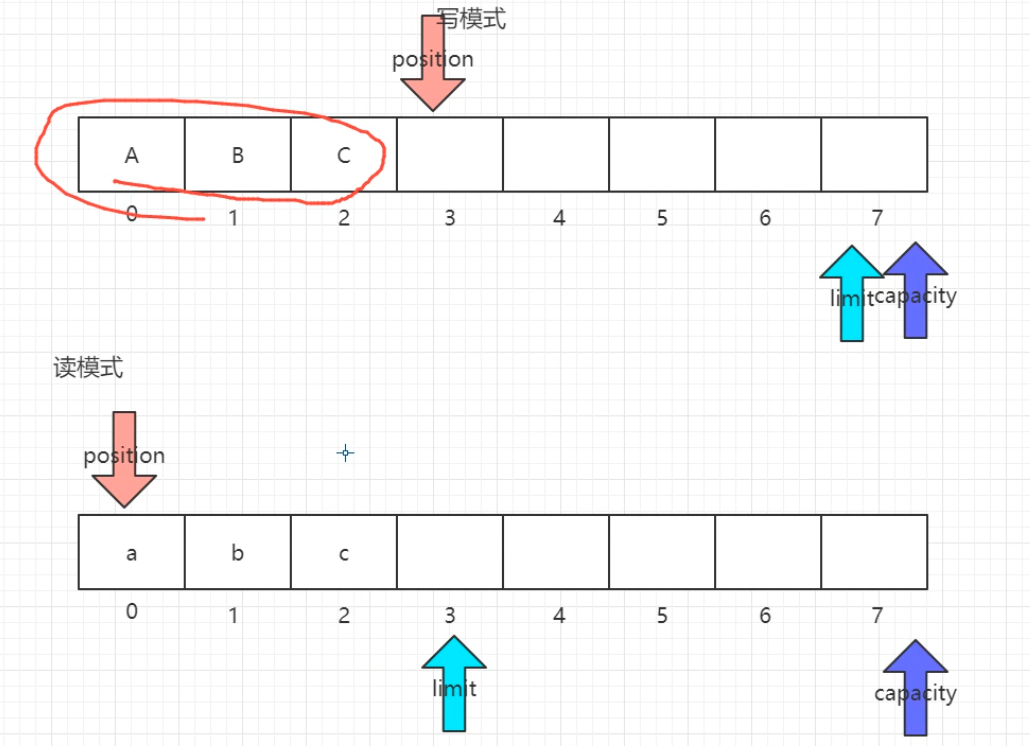 写模式
position
A B C
0 1 2 3 4 5 6 7
limit capacity
读模式
position
a b c
0 1 2 3 4 5 6 7
limit
capacity